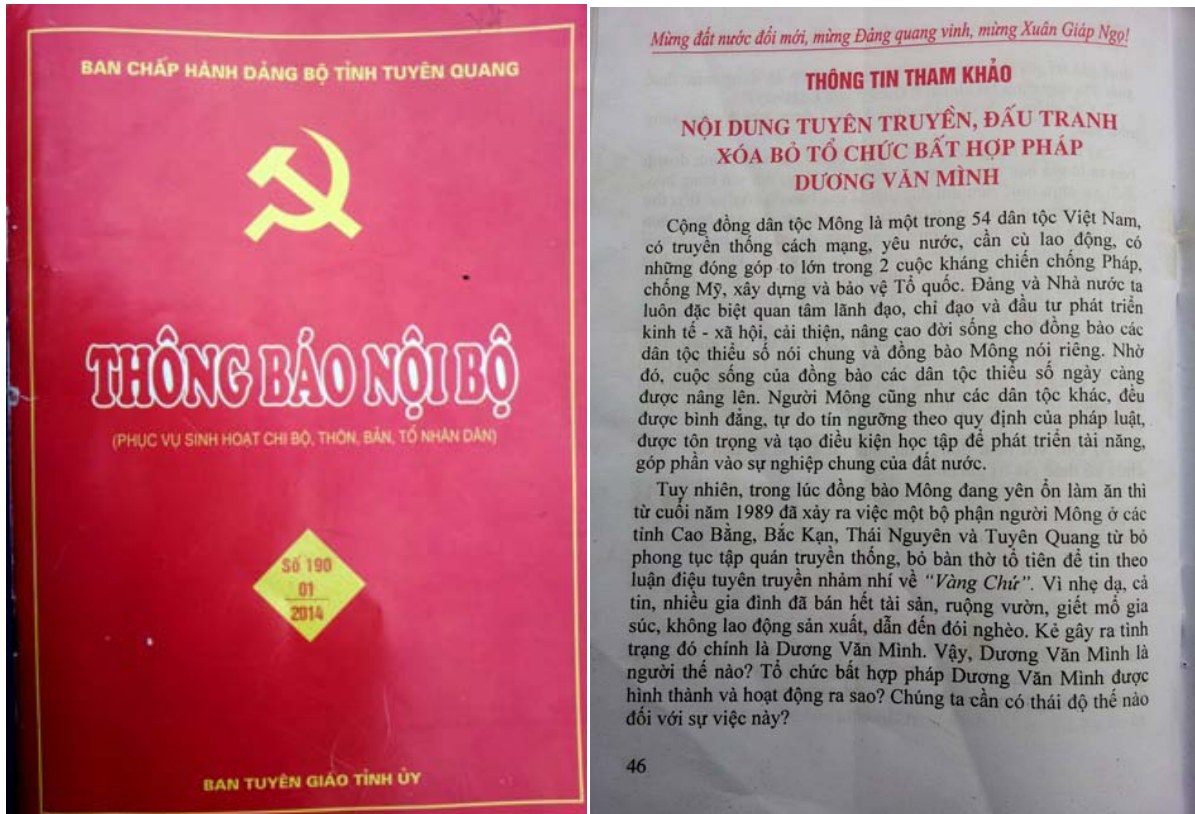 BAN CHẤP HÀNH ĐẢNG BỘ TỈNH TUYÊN QUANG
THÔNG BÁO NỘI BỘ
(PHỤC VỤ SINH HOẠT CHI BỘ, THÔN, BẢN, TỔ NHÂN DÂN)
Số 190
01
2014
BAN TUYÊN GIÁO TỈNH ỦY
Mừng đất nước đổi mới, mừng Đảng quang vinh, mừng Xuân Giáp Ngọ!
THÔNG TIN THAM KHẢO
NỘI DUNG TUYÊN TRUYỀN, ĐẤU TRANH
XÓA BỎ TỔ CHỨC BẤT HỢP PHÁP
DƯƠNG VĂN MÌNH
Cộng đồng dân tộc Mông là một trong 54 dân tộc Việt Nam,
có truyền thống cách mạng, yêu nước, cần cù lao động, có
những đóng góp to lớn trong 2 cuộc kháng chiến chống Pháp,
chống Mỹ, xây dựng và bảo vệ Tổ quốc. Đảng và Nhà nước ta
luôn đặc biệt quan tâm lãnh đạo, chỉ đạo và đầu tư phát triển
kinh tế - xã hội, cải thiện, nâng cao đời sống cho đồng bào các
dân tộc thiểu số nói chung và đồng bào Mông nói riêng. Nhờ
đó, cuộc sống của đồng bào các dân tộc thiểu số ngày càng
được nâng lên. Người Mông cũng như các dân tộc khác, đều
được bình đẳng, tự do tín ngưỡng theo quy định của pháp luật,
được tôn trọng và tạo điều kiện học tập để phát triển tài năng,
góp phần vào sự nghiệp chung của đất nước.
Tuy nhiên, trong lúc đồng bào Mông đang yên ổn làm ăn thì
từ cuối năm 1989 đã xảy ra việc một bộ phận người Mông ở các
tỉnh Cao Bằng, Bắc Kạn, Thái Nguyên và Tuyên Quang từ bỏ
phong tục tập quán truyền thống, bỏ bàn thờ tổ tiên để tin theo
luận điệu tuyên truyền nhảm nhí về “Vàng Chứ”. Vì nhẹ dạ, cả
tin, nhiều gia đình đã bán hết tài sản, ruộng vườn, giết mổ gia
súc, không lao động sản xuất, dẫn đến đói nghèo. Kẻ gây ra tình
trạng đó chính là Dương Văn Mình. Vậy, Dương Văn Mình là
người thế nào? Tổ chức bất hợp pháp Dương Văn Mình được
hình thành và hoạt động ra sao? Chúng ta cần có thái độ thế nào
đối với sự việc này?
46